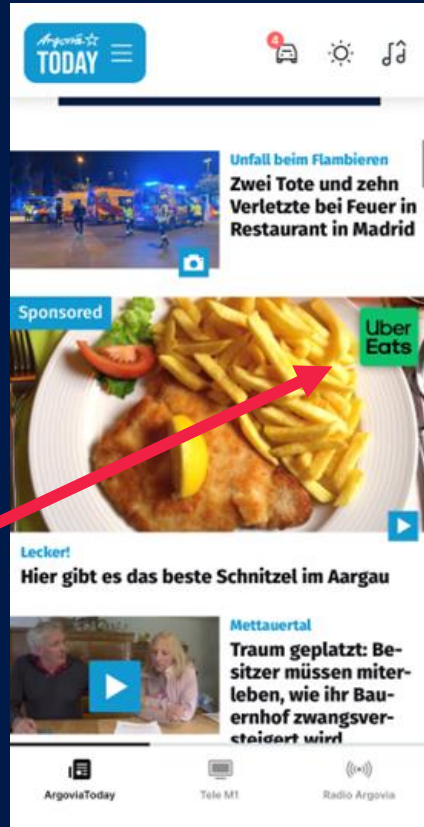 Argovia
TODAY
4
Unfall beim Flambieren
Zwei Tote und zehn
Verletzte bei Feuer in
Restaurant in Madrid
Sponsored
Uber
Eats
Lecker!
Hier gibt es das beste Schnitzel im Aargau
Mettauertal
Traum geplatzt: Be-
sitzer müssen miter-
leben, wie ihr Bau-
ernhof zwangsver-
steigert wird
ArgoviaToday
Tele M1
Radio Argovia